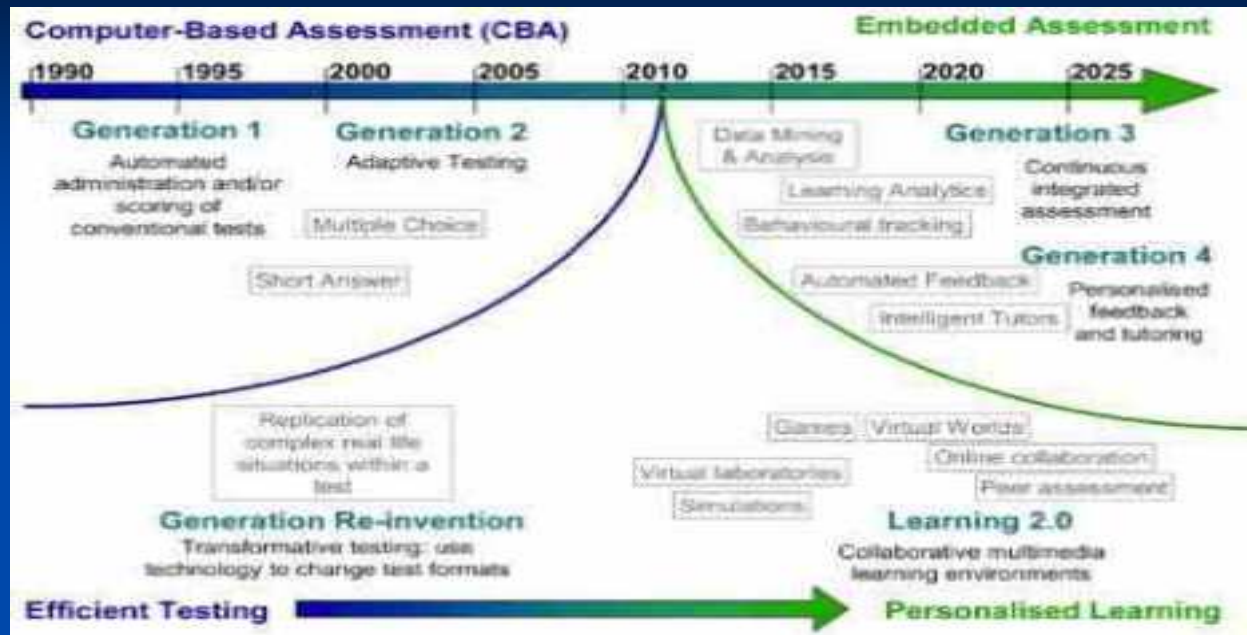 Computer-Based Assessment (CBA)
Embedded Assessment
1990 1995 2000 2005 2010 2015 2020 2025
Generation 1
Automated
administration and/or
scoring of
conventional tests
Generation 2
Adaptive Testing
Multiple Choice
Short Answer
Data Mining
& Analysis
Learning Analytics
Behavioural tracking
Automated Feedback
Intelligent Tutors
Generation 3
Continuous
integrated
assessment
Generation 4
Personalised
feedback
and tutoring
Replication of
complex real life
situations within a
test
Generation Re-invention
Transformative testing: use
technology to change test formats
Games
Virtual Worlds
Online collaboration
Virtual laboratories
Peer assessment
Simulations
Learning 2.0
Collaborative multimedia
learning environments
Efficient Testing
Personalised Learning